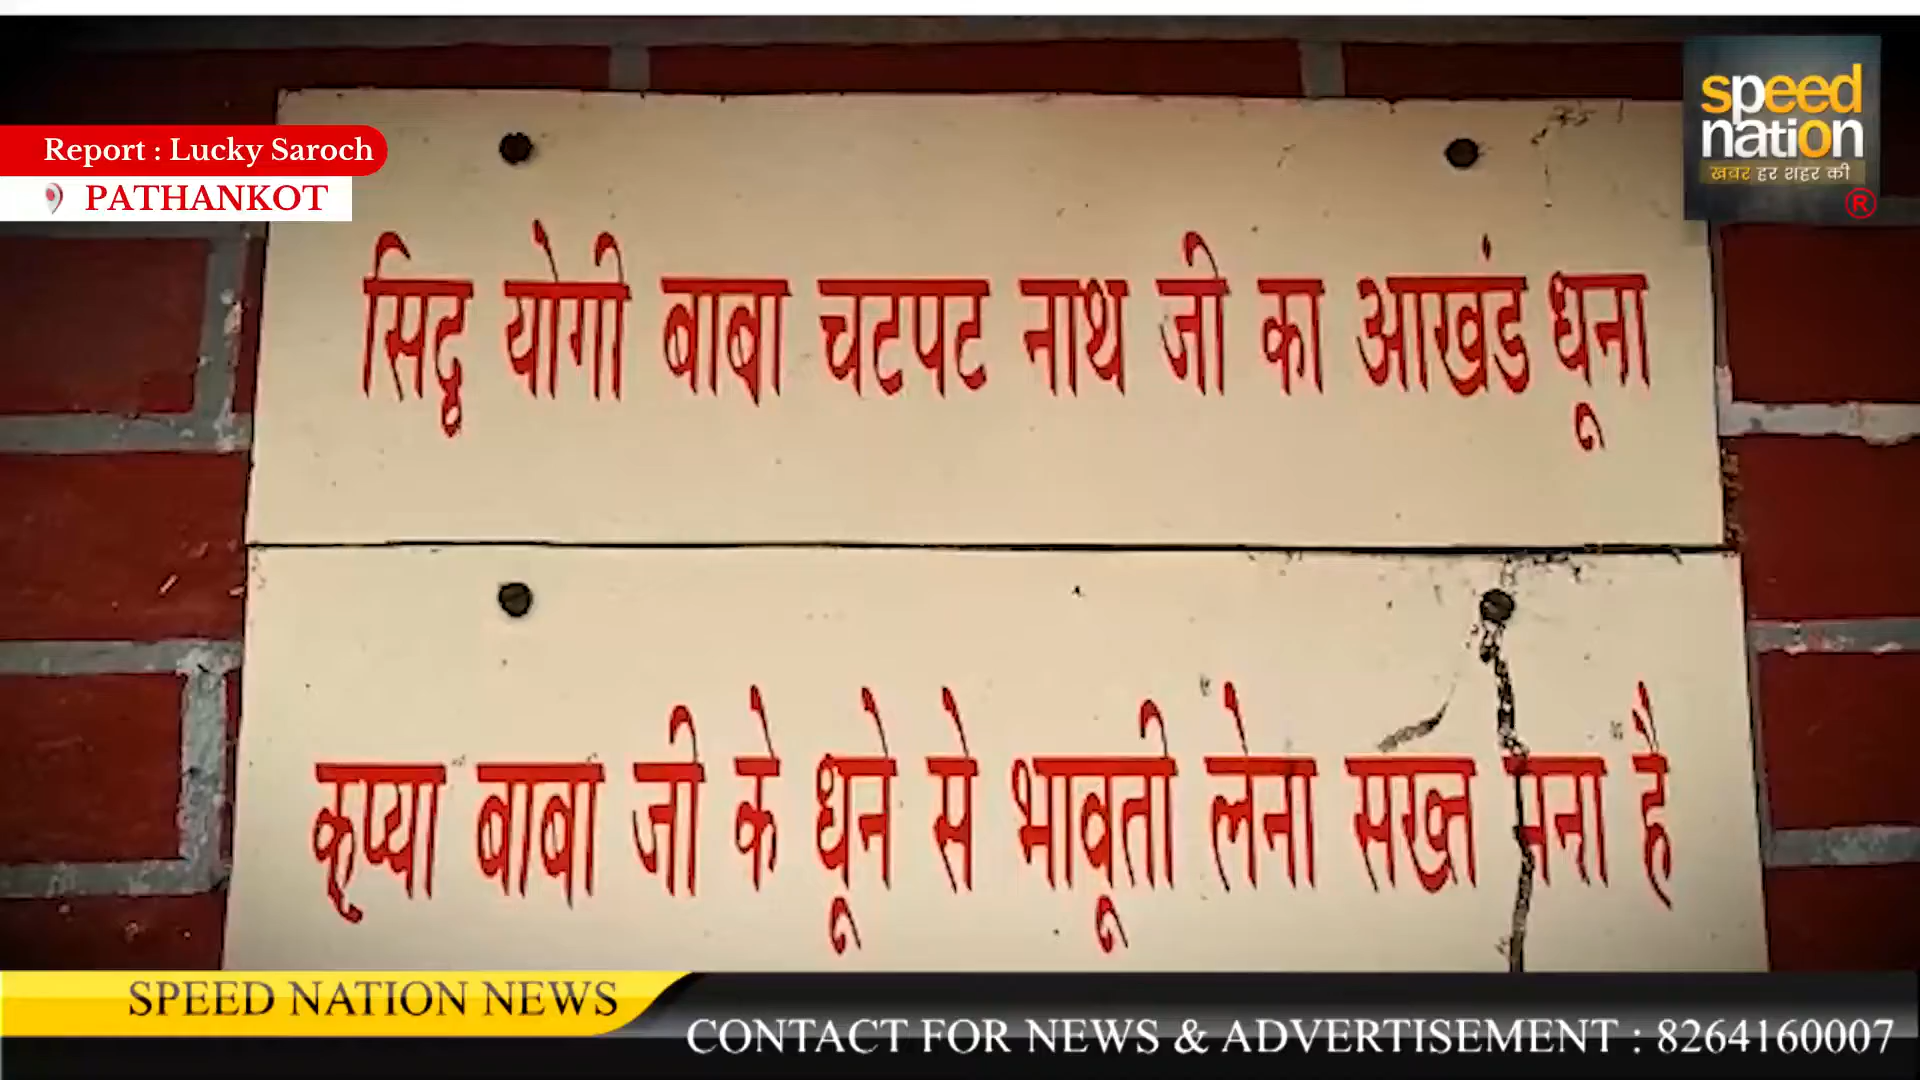 speed
nation
खबर हर शहर की
®
Report : Lucky Saroch
PATHANKOT
सिद्व योगी बाबा चटपट नाथ जी का आखंड धूना
कृप्या बाबा जी के धूने से भावूती लेना सख्त मना है
SPEED NATION NEWS
CONTACT FOR NEWS & ADVERTISEMENT : 8264160007